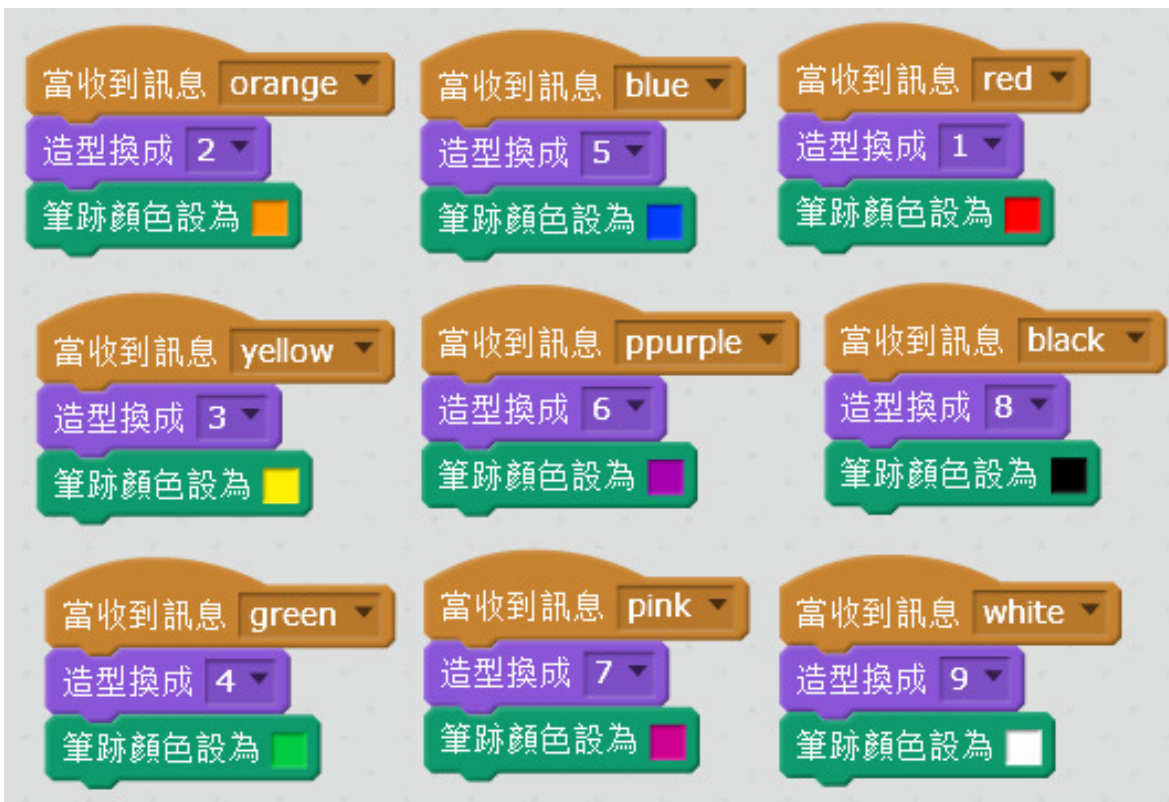 當收到訊息 orange
造型換成 2
筆跡顏色設為
當收到訊息 blue
造型換成 5
筆跡顏色設為
當收到訊息 red
造型換成 1
筆跡顏色設為
當收到訊息 yellow
造型換成 3
筆跡顏色設為
當收到訊息 ppurple
造型換成 6
筆跡顏色設為
當收到訊息 black
造型換成 8
筆跡顏色設為
當收到訊息 green
造型換成 4
筆跡顏色設為
當收到訊息 pink
造型換成 7
筆跡顏色設為
當收到訊息 white
造型換成 9
筆跡顏色設為